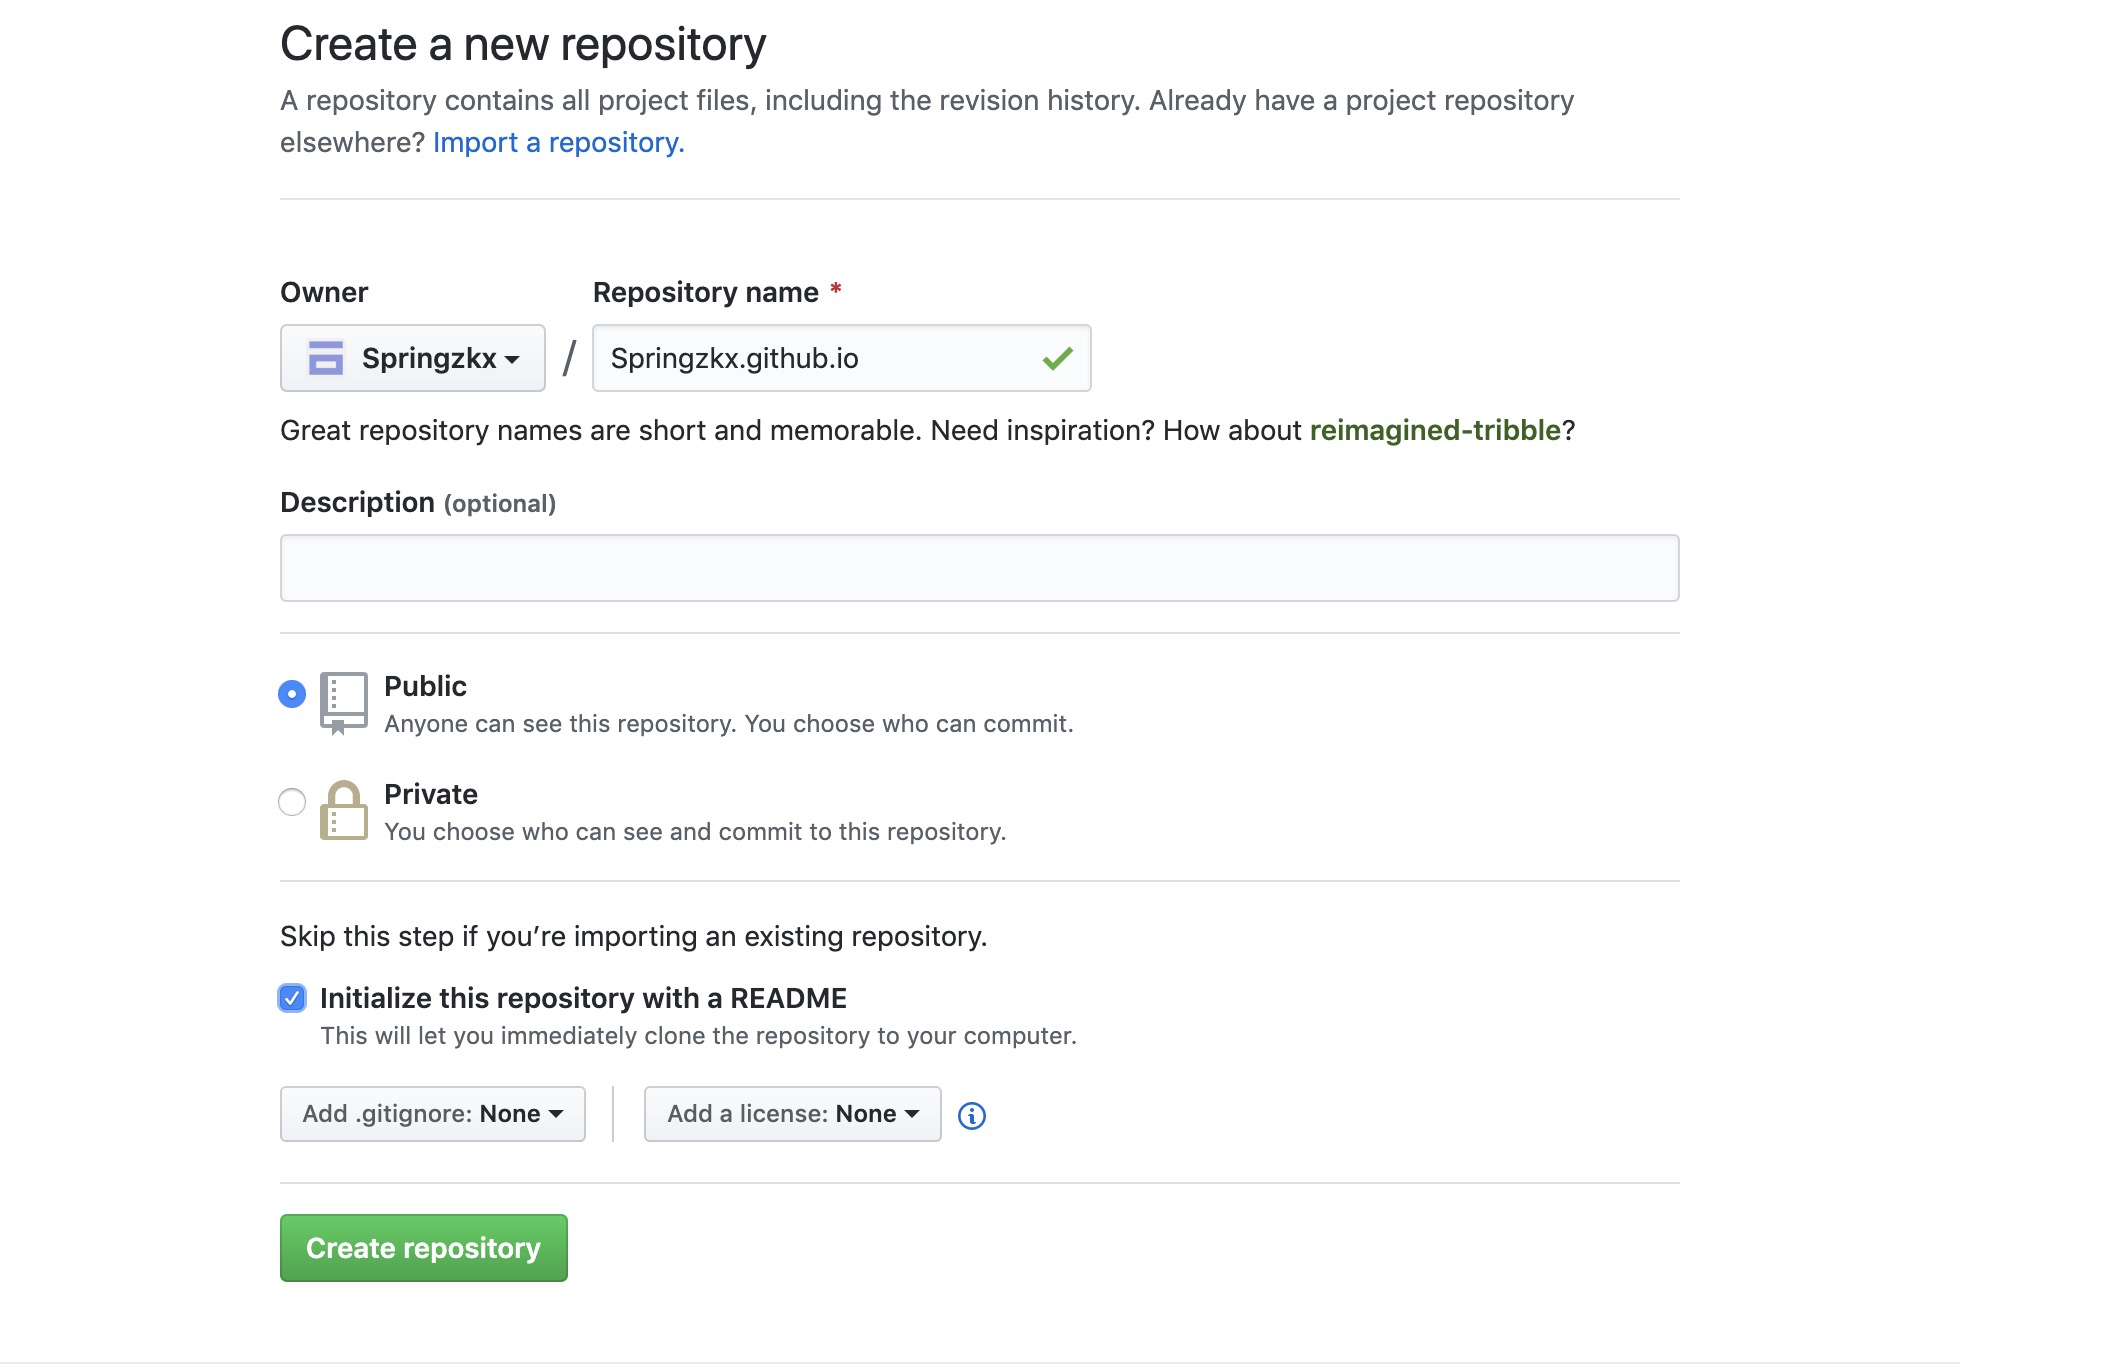 Create a new repository
A repository contains all project files, including the revision history. Already have a project repository
elsewhere? Import a repository.
Owner
Repository name *
Springzkx
/
Springzkx.github.io
Great repository names are short and memorable. Need inspiration? How about reimagined-tribble?
Description (optional)
Public
Anyone can see this repository. You choose who can commit.
Private
You choose who can see and commit to this repository.
Skip this step if you’re importing an existing repository.
Initialize this repository with a README
This will let you immediately clone the repository to your computer.
Add .gitignore: None
Add a license: None
Create repository